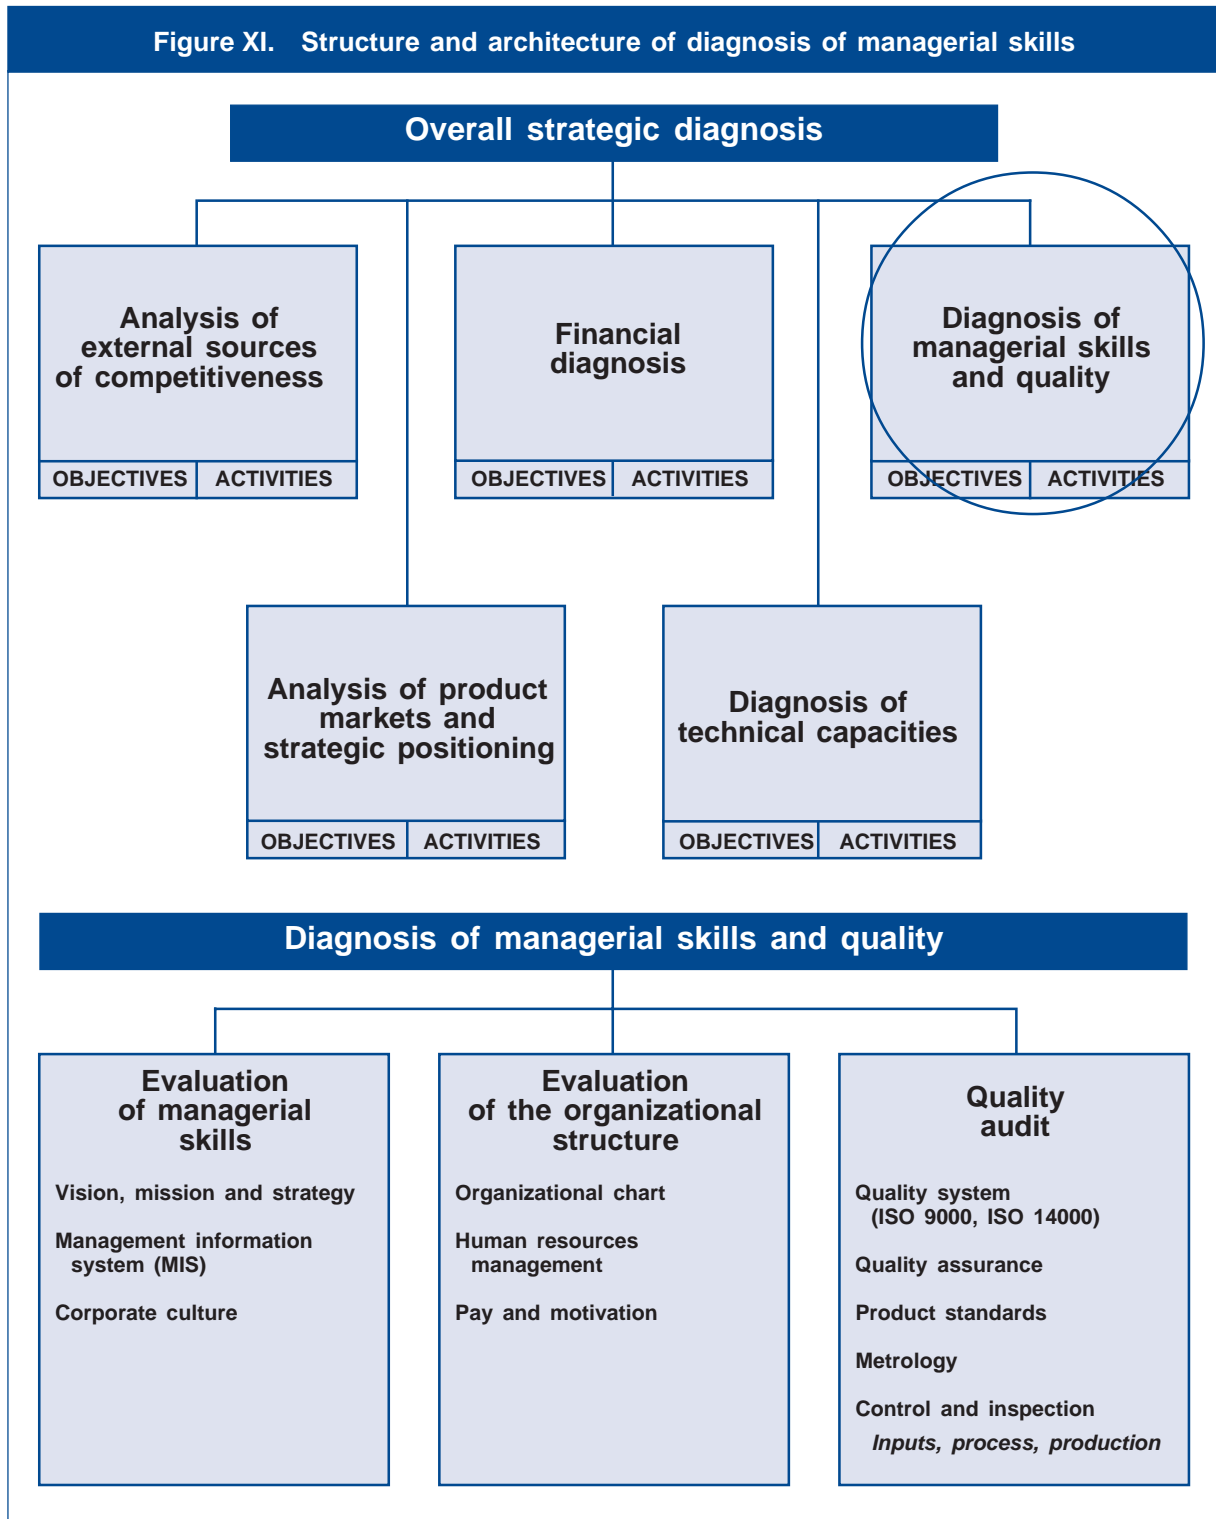 Figure XI. Structure and architecture of diagnosis of managerial skills
Overall strategic diagnosis
Analysis of
external sources
of competitiveness
OBJECTIVES ACTIVITIES
Financial
diagnosis
OBJECTIVES ACTIVITIES
Diagnosis of
managerial skills
and quality
OBJECTIVES ACTIVITIES
Analysis of product
markets and
strategic positioning
OBJECTIVES ACTIVITIES
Diagnosis of
technical capacities
OBJECTIVES ACTIVITIES
Diagnosis of managerial skills and quality
Evaluation
of managerial
skills
Vision, mission and strategy
Management information
system (MIS)
Corporate culture
Evaluation
of the organizational
structure
Organizational chart
Human resources
management
Pay and motivation
Quality
audit
Quality system
(ISO 9000, ISO 14000)
Quality assurance
Product standards
Metrology
Control and inspection
Inputs, process, production